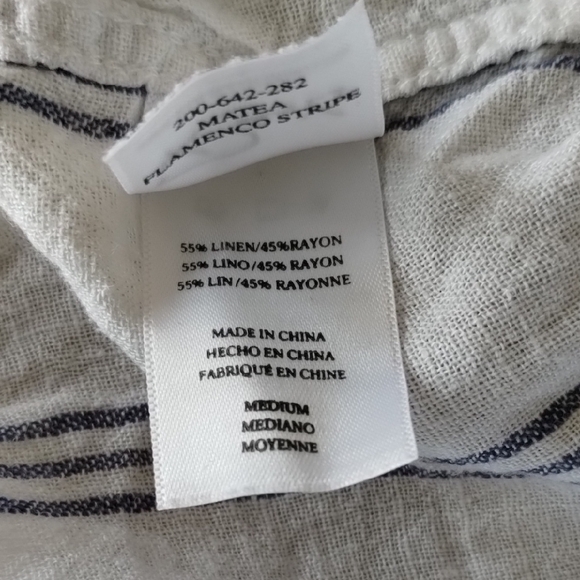 200-642-282
MATEA
FLAMENCO STRIPE
55% LINEN/45%RAYON
55% LINO/45% RAYON
55% LIN/45% RAYONNE
MADE IN CHINA
HECHO EN CHINA
FABRIQUÉ EN CHINE
MEDIUM
MEDIANO
MOYENNE